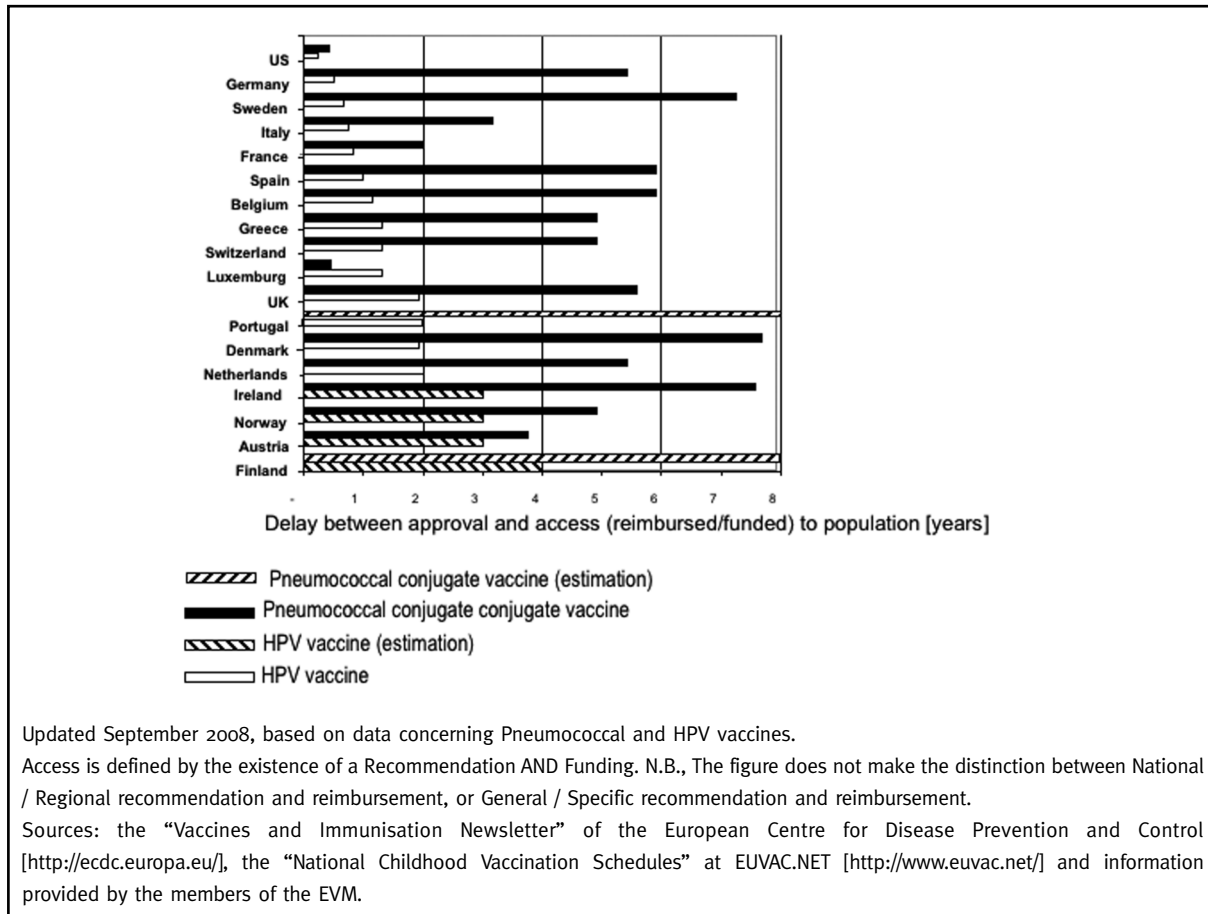 US
Germany
Sweden
Italy
France
Spain
Belgium
Greece
Switzerland
Luxemburg
UK
Portugal
Denmark
Netherlands
Ireland
Norway
Austria
Finland
- 1 2 3 4 5 6 7 8
Delay between approval and access (reimbursed/funded) to population [years]
Pneumococcal conjugate vaccine (estimation)
Pneumococcal conjugate conjugate vaccine
HPV vaccine (estimation)
HPV vaccine
Updated September 2008, based on data concerning Pneumococcal and HPV vaccines.
Access is defined by the existence of a Recommendation AND Funding. N.B., The figure does not make the distinction between National
/ Regional recommendation and reimbursement, or General / Specific recommendation and reimbursement.
Sources: the “Vaccines and Immunisation Newsletter” of the European Centre for Disease Prevention and Control
[http://ecdc.europa.eu/], the “National Childhood Vaccination Schedules” at EUVAC.NET [http://www.euvac.net/] and information
provided by the members of the EVM.